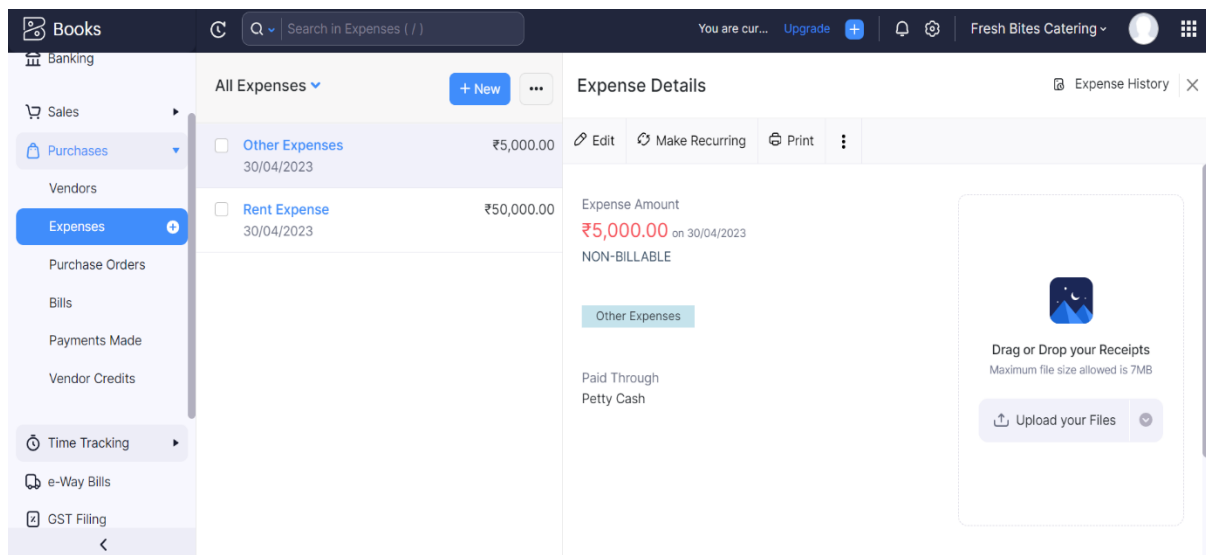 Books
Search in Expenses ( / )
You are cur... Upgrade
Fresh Bites Catering
Banking
Sales
Purchases
Vendors
Expenses
Purchase Orders
Bills
Payments Made
Vendor Credits
Time Tracking
e-Way Bills
GST Filing
All Expenses
+ New
Other Expenses ₹5,000.00
30/04/2023
Rent Expense ₹50,000.00
30/04/2023
Expense Details
Expense History
Edit Make Recurring Print
Expense Amount
₹5,000.00 on 30/04/2023
NON-BILLABLE
Other Expenses
Paid Through
Petty Cash
Drag or Drop your Receipts
Maximum file size allowed is 7MB
Upload your Files